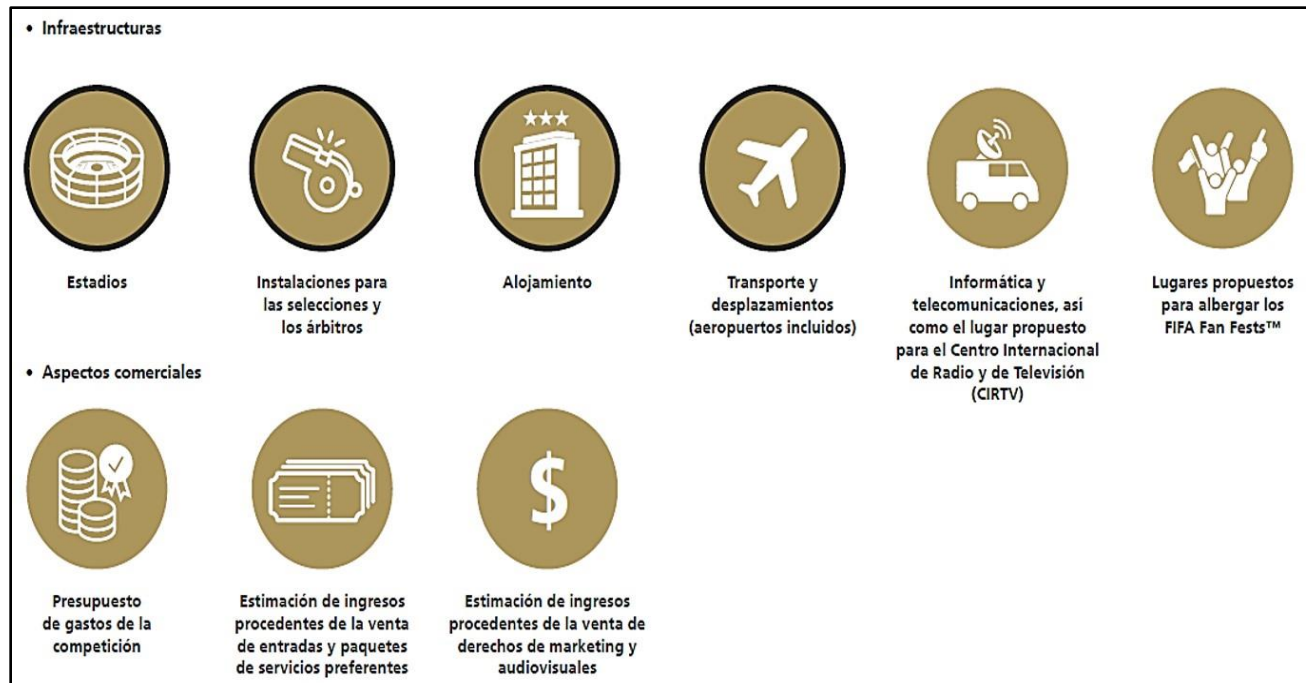 • Infraestructuras
Estadios
Instalaciones para
las selecciones y
los árbitros
Alojamiento
Transporte y
desplazamientos
(aeropuertos incluidos)
Informática y
telecomunicaciones, así
como el lugar propuesto
para el Centro Internacional
de Radio y de Televisión
(CIRTV)
Lugares propuestos
para albergar los
FIFA Fan Fests™
• Aspectos comerciales
$
Presupuesto
de gastos de la
competición
Estimación de ingresos
procedentes de la venta
de entradas y paquetes
de servicios preferentes
Estimación de ingresos
procedentes de la venta de
derechos de marketing y
audiovisuales